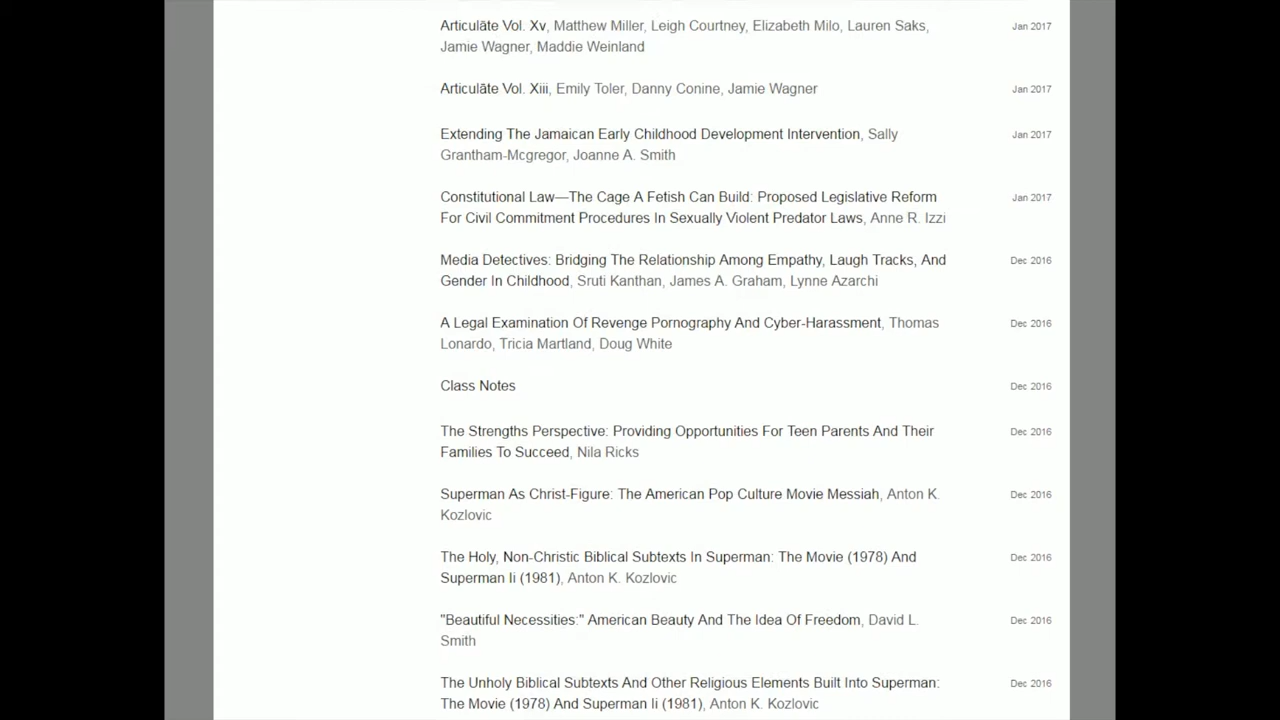 Articulāte Vol. Xv, Matthew Miller, Leigh Courtney, Elizabeth Milo, Lauren Saks, Jan 2017
Jamie Wagner, Maddie Weinland
Articulāte Vol. Xiii, Emily Toler, Danny Conine, Jamie Wagner Jan 2017
Extending The Jamaican Early Childhood Development Intervention, Sally Jan 2017
Grantham-Mcgregor, Joanne A. Smith
Constitutional Law—The Cage A Fetish Can Build: Proposed Legislative Reform Jan 2017
For Civil Commitment Procedures In Sexually Violent Predator Laws, Anne R. Izzi
Media Detectives: Bridging The Relationship Among Empathy, Laugh Tracks, And Dec 2016
Gender In Childhood, Sruti Kanthan, James A. Graham, Lynne Azarchi
A Legal Examination Of Revenge Pornography And Cyber-Harassment, Thomas Dec 2016
Lonardo, Tricia Martland, Doug White
Class Notes Dec 2016
The Strengths Perspective: Providing Opportunities For Teen Parents And Their Dec 2016
Families To Succeed, Nila Ricks
Superman As Christ-Figure: The American Pop Culture Movie Messiah, Anton K. Dec 2016
Kozlovic
The Holy, Non-Christic Biblical Subtexts In Superman: The Movie (1978) And Dec 2016
Superman Ii (1981), Anton K. Kozlovic
"Beautiful Necessities:" American Beauty And The Idea Of Freedom, David L. Dec 2016
Smith
The Unholy Biblical Subtexts And Other Religious Elements Built Into Superman: Dec 2016
The Movie (1978) And Superman Ii (1981), Anton K. Kozlovic